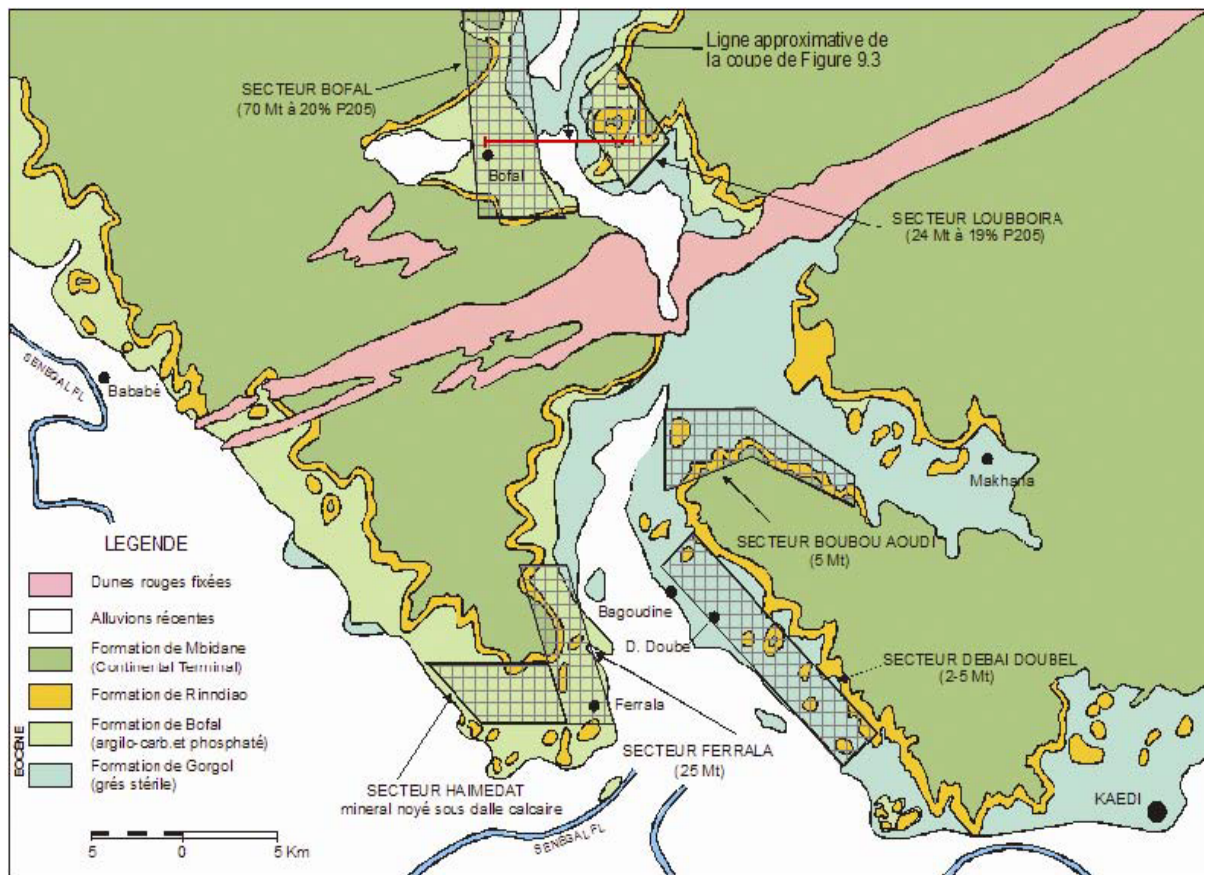 Ligne approximative de
la coupe de Figure 9.3
SECTEUR BOFAL
(70 Mt à 20% P205)
Bofal
SECTEUR LOUBBOIRA
(24 Mt à 19% P205)
SENEGAL FL
Bababé
Makhana
SECTEUR BOUBOU AOUDI
(5 Mt)
Bagoudine
D. Doube
SECTEUR DEBAI DOUBEL
(2-5 Mt)
Ferrala
SECTEUR FERRALA
(25 Mt)
SECTEUR HAIMEDAT
mineral noyé sous dalle calcaire
SENEGAL FL
KAEDI
LEGENDE
Dunes rouges fixées
Alluvions récentes
Formation de Mbidane
(Continental Terminal)
Formation de Rinndiao
Formation de Bofal
(argilo-carb.et phosphaté)
Formation de Gorgol
(grés stérile)
EOCÈNE
5 0 5 Km